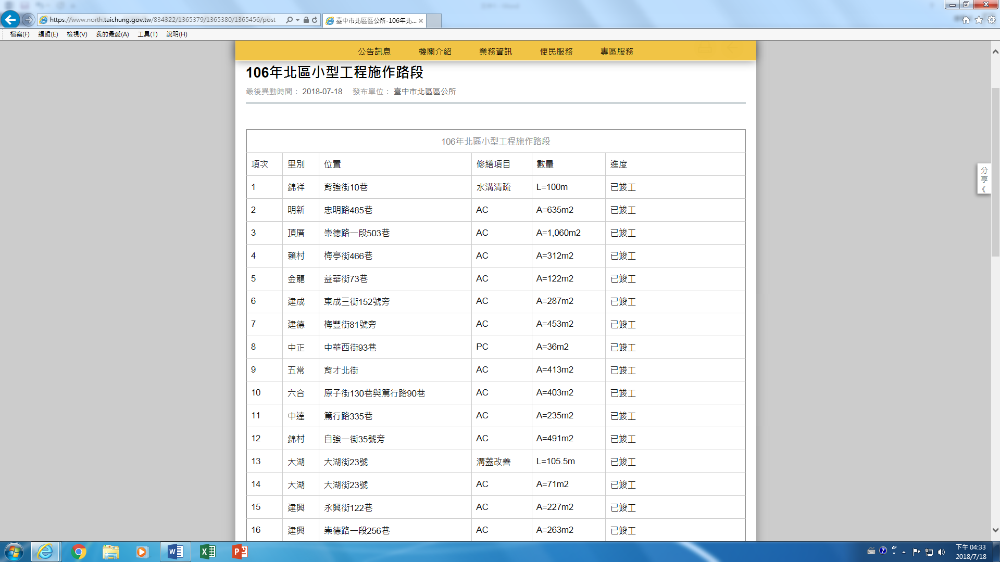 https://www.north.taichung.gov.tw/834322/1365379/1365380/1365456/post
臺中市北區區公所-106年北...
檔案(F) 編輯(E) 檢視(V) 我的最愛(A) 工具(T) 說明(H)
公告訊息 機關介紹 業務資訊 便民服務 專區服務
106年北區小型工程施作路段
最後異動時間： 2018-07-18 發布單位： 臺中市北區區公所
106年北區小型工程施作路段
項次 里別 位置 修繕項目 數量 進度
1 錦祥 育強街10巷 水溝清疏 L=100m 已竣工
2 明新 忠明路485巷 AC A=635m2 已竣工
3 頂厝 崇德路一段503巷 AC A=1,060m2 已竣工
4 賴村 梅亭街466巷 AC A=312m2 已竣工
5 金龍 益華街73巷 AC A=122m2 已竣工
6 建成 東成三街152號旁 AC A=287m2 已竣工
7 建德 梅豐街81號旁 AC A=453m2 已竣工
8 中正 中華西街93巷 PC A=36m2 已竣工
9 五常 育才北街 AC A=413m2 已竣工
10 六合 原子街130巷與篤行路90巷 AC A=403m2 已竣工
11 中達 篤行路335巷 AC A=235m2 已竣工
12 錦村 自強一街35號旁 AC A=491m2 已竣工
13 大湖 大湖街23號 溝蓋改善 L=105.5m 已竣工
14 大湖 大湖街23號 AC A=71m2 已竣工
15 建興 永興街122巷 AC A=227m2 已竣工
16 建興 崇德路一段256巷 AC A=263m2 已竣工
分享《
下午 04:33
2018/7/18